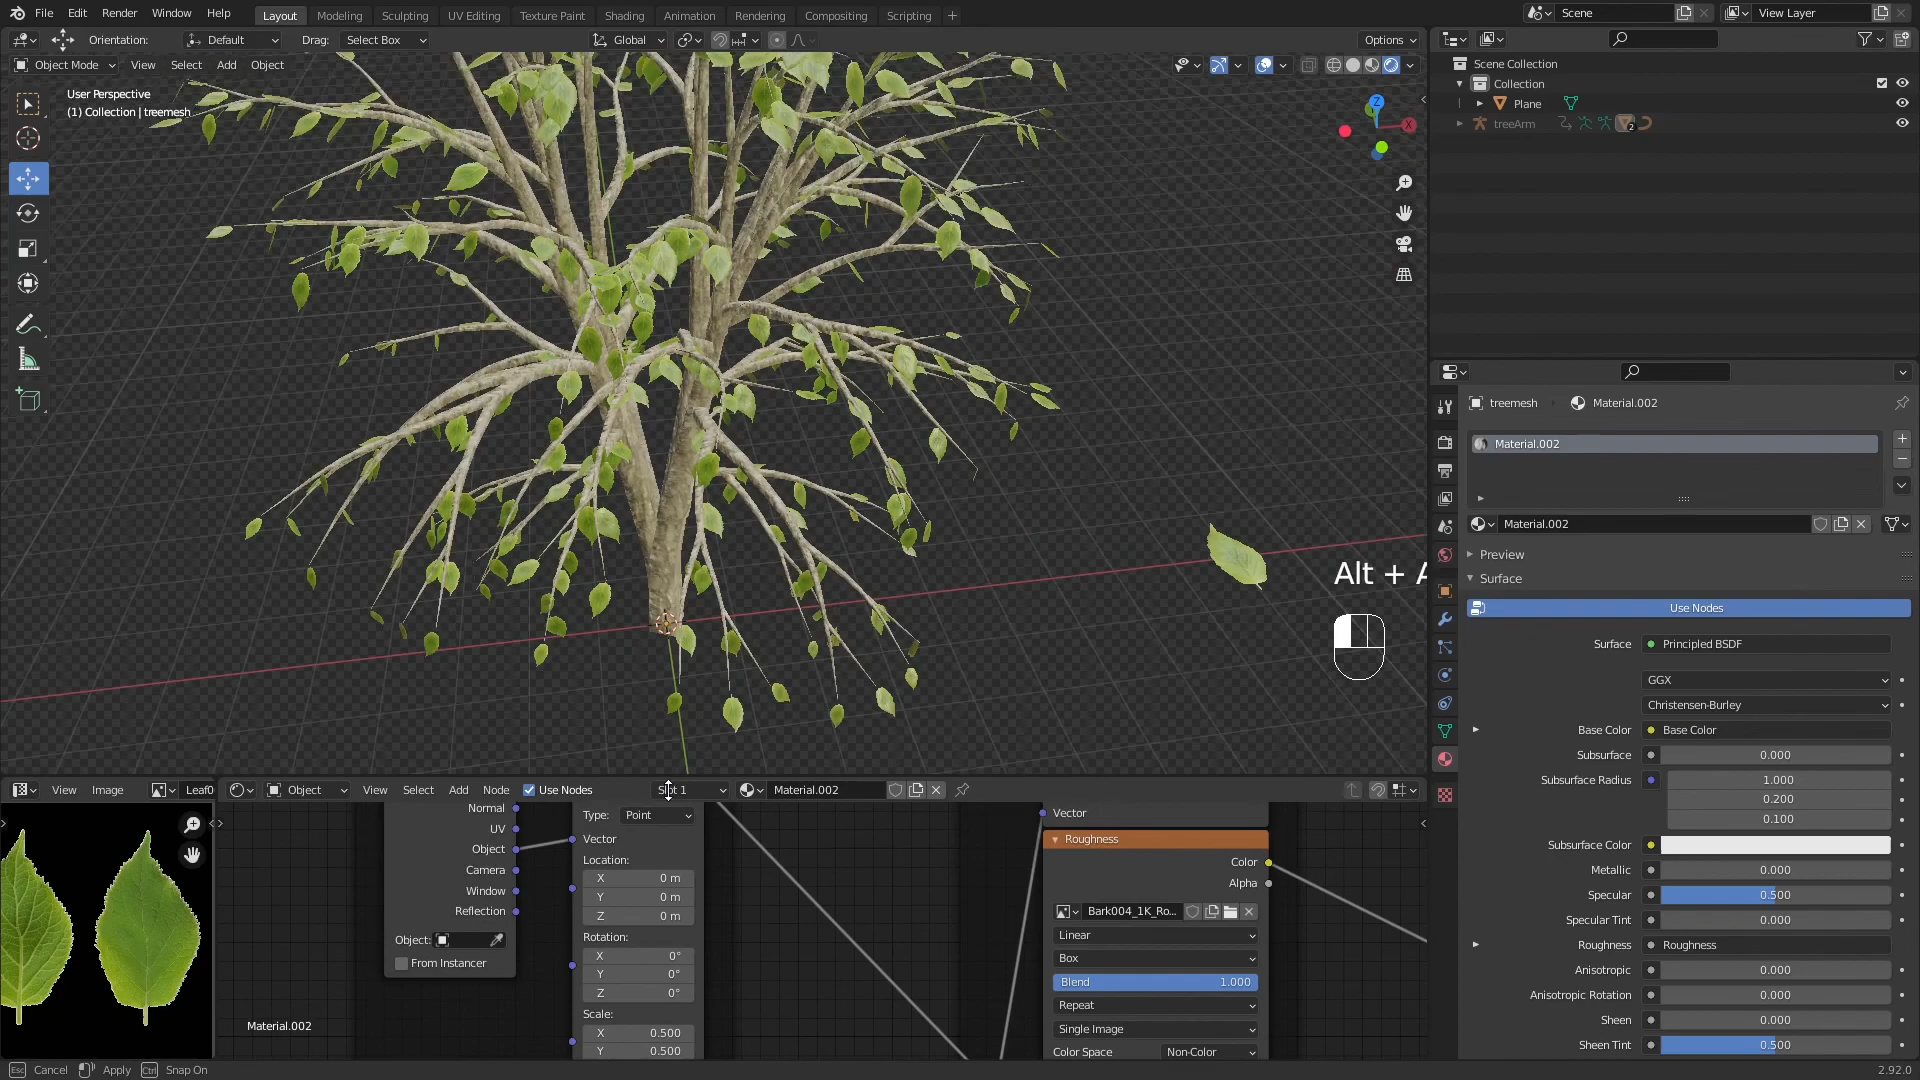 File Edit Render Window Help Layout Modeling Sculpting UV Editing Texture Paint Shading Animation Rendering Compositing Scripting + Scene View Layer
Orientation: Default Drag: Select Box Global Options
Object Mode View Select Add Object
User Perspective
(1) Collection | treemesh
Z
X
Alt + A
Scene Collection
Collection
Plane
treeArm 2
treemesh Material.002
Material.002
Material.002
Preview
Surface
Use Nodes
Surface Principled BSDF
GGX
Christensen-Burley
Base Color Base Color
Subsurface 0.000
Subsurface Radius 1.000
0.200
0.100
Subsurface Color
Metallic 0.000
Specular 0.500
Specular Tint 0.000
Roughness Roughness
Anisotropic 0.000
Anisotropic Rotation 0.000
Sheen 0.000
Sheen Tint 0.500
View Image Leaf0
Object View Select Add Node Use Nodes Material.002
Normal
UV
Object
Camera
Window
Reflection
Object:
From Instancer
Type: Point
Vector
Location:
X 0 m
Y 0 m
Z 0 m
Rotation:
X 0°
Y 0°
Z 0°
Scale:
X 0.500
Y 0.500
Vector
Roughness
Color
Alpha
Bark004_1K_Ro...
Linear
Box
Blend 1.000
Repeat
Single Image
Color Space Non-Color
Material.002
Esc Cancel Apply Ctrl Snap On 2.92.0